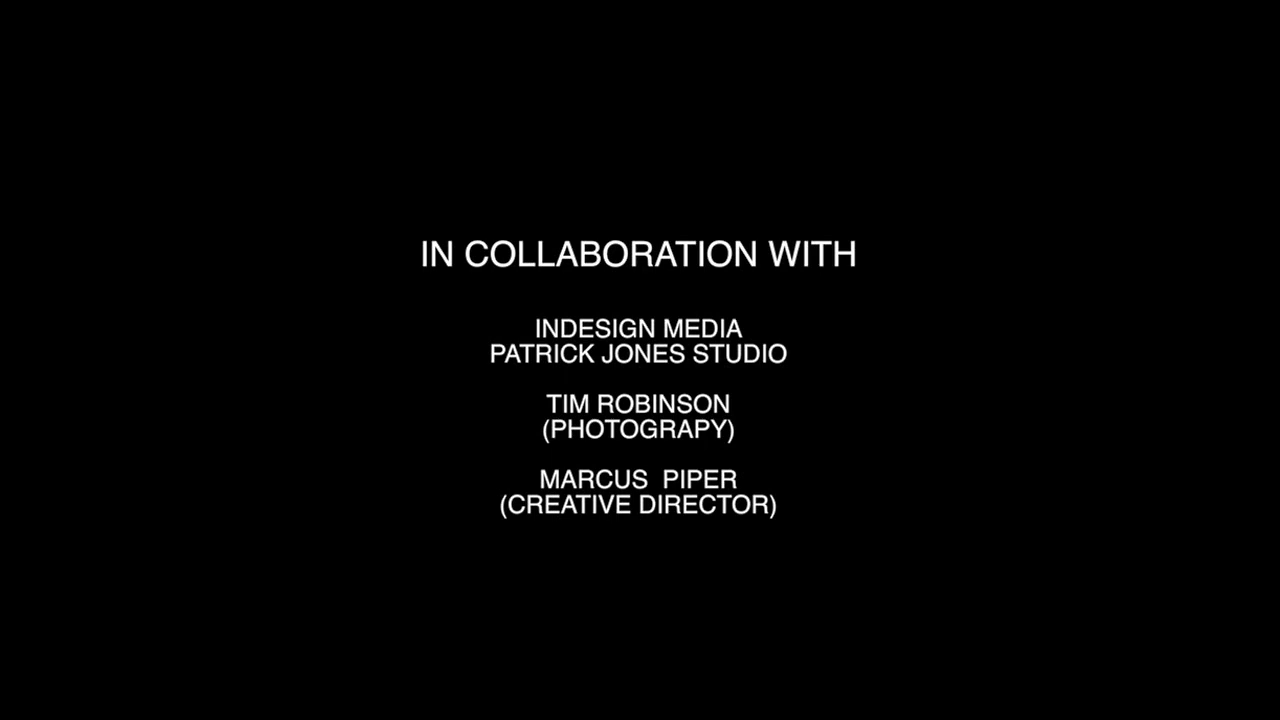 IN COLLABORATION WITH
INDESIGN MEDIA
PATRICK JONES STUDIO
TIM ROBINSON
(PHOTOGRAPY)
MARCUS  PIPER
(CREATIVE DIRECTOR)